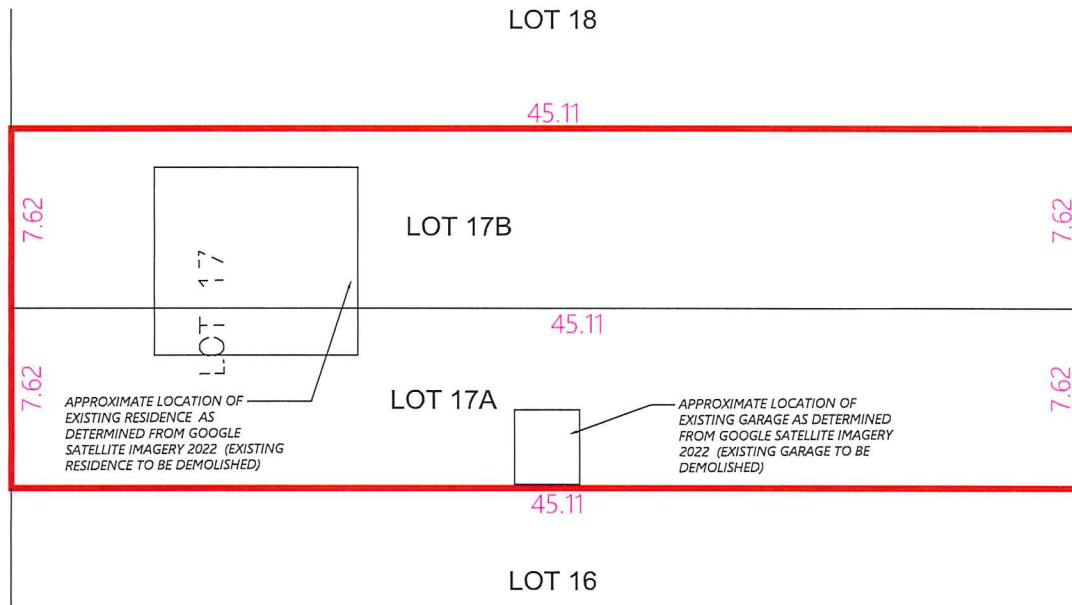 LOT 18
45.11
7.62
LOT 17B
7.62
LOT 17
45.11
7.62
LOT 17A
7.62
APPROXIMATE LOCATION OF
EXISTING RESIDENCE AS
DETERMINED FROM GOOGLE
SATELLITE IMAGERY 2022 (EXISTING
RESIDENCE TO BE DEMOLISHED)
APPROXIMATE LOCATION OF
EXISTING GARAGE AS DETERMINED
FROM GOOGLE SATELLITE IMAGERY
2022 (EXISTING GARAGE TO BE
DEMOLISHED)
45.11
LOT 16